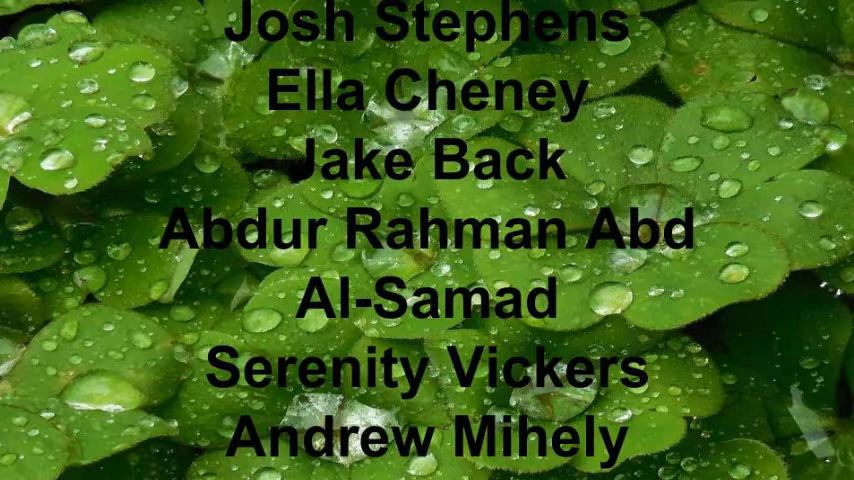 Josh Stephens
Ella Cheney
Jake Back
Abdur Rahman Abd
Al-Samad
Serenity Vickers
Andrew Mihely